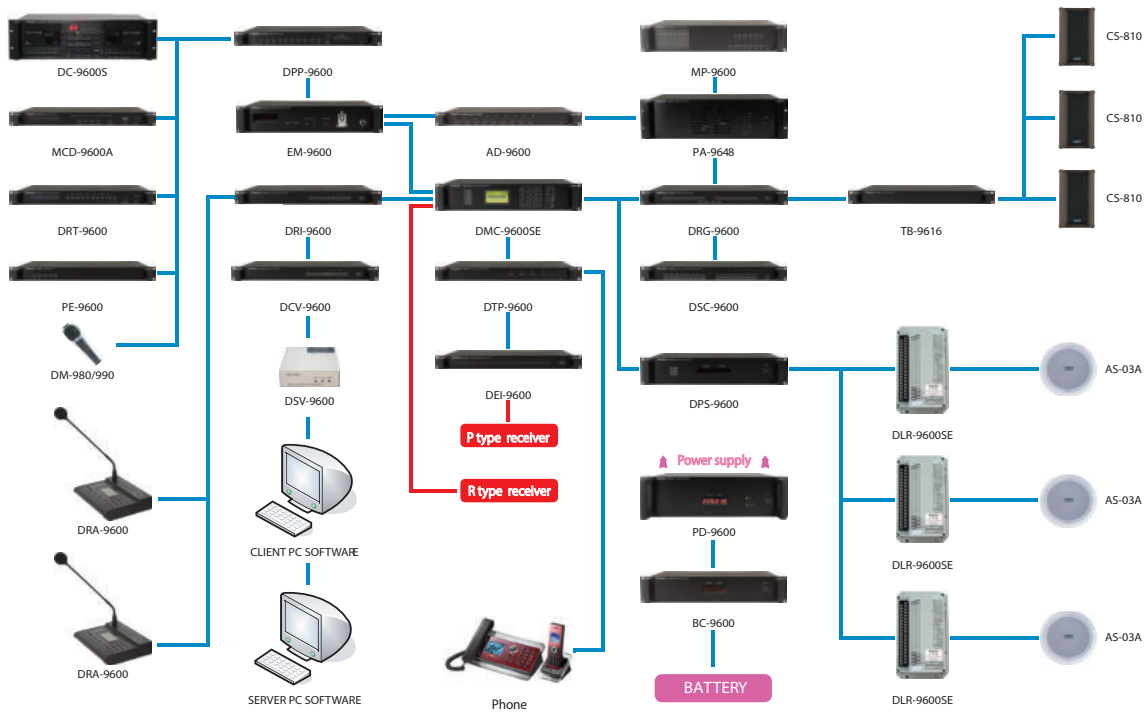 DC-9600S
DPP-9600
MP-9600
CS-810
MCD-9600A
EM-9600
AD-9600
PA-9648
CS-810
DRT-9600
DRI-9600
DMC-9600SE
DRG-9600
TB-9616
CS-810
PE-9600
DCV-9600
DTP-9600
DSC-9600
DM-980/990
DSV-9600
DEI-9600
DPS-9600
AS-03A
P type receiver
DLR-9600SE
Power supply
R type receiver
AS-03A
DRA-9600
CLIENT PC SOFTWARE
PD-9600
DLR-9600SE
BC-9600
AS-03A
DRA-9600
SERVER PC SOFTWARE
Phone
BATTERY
DLR-9600SE